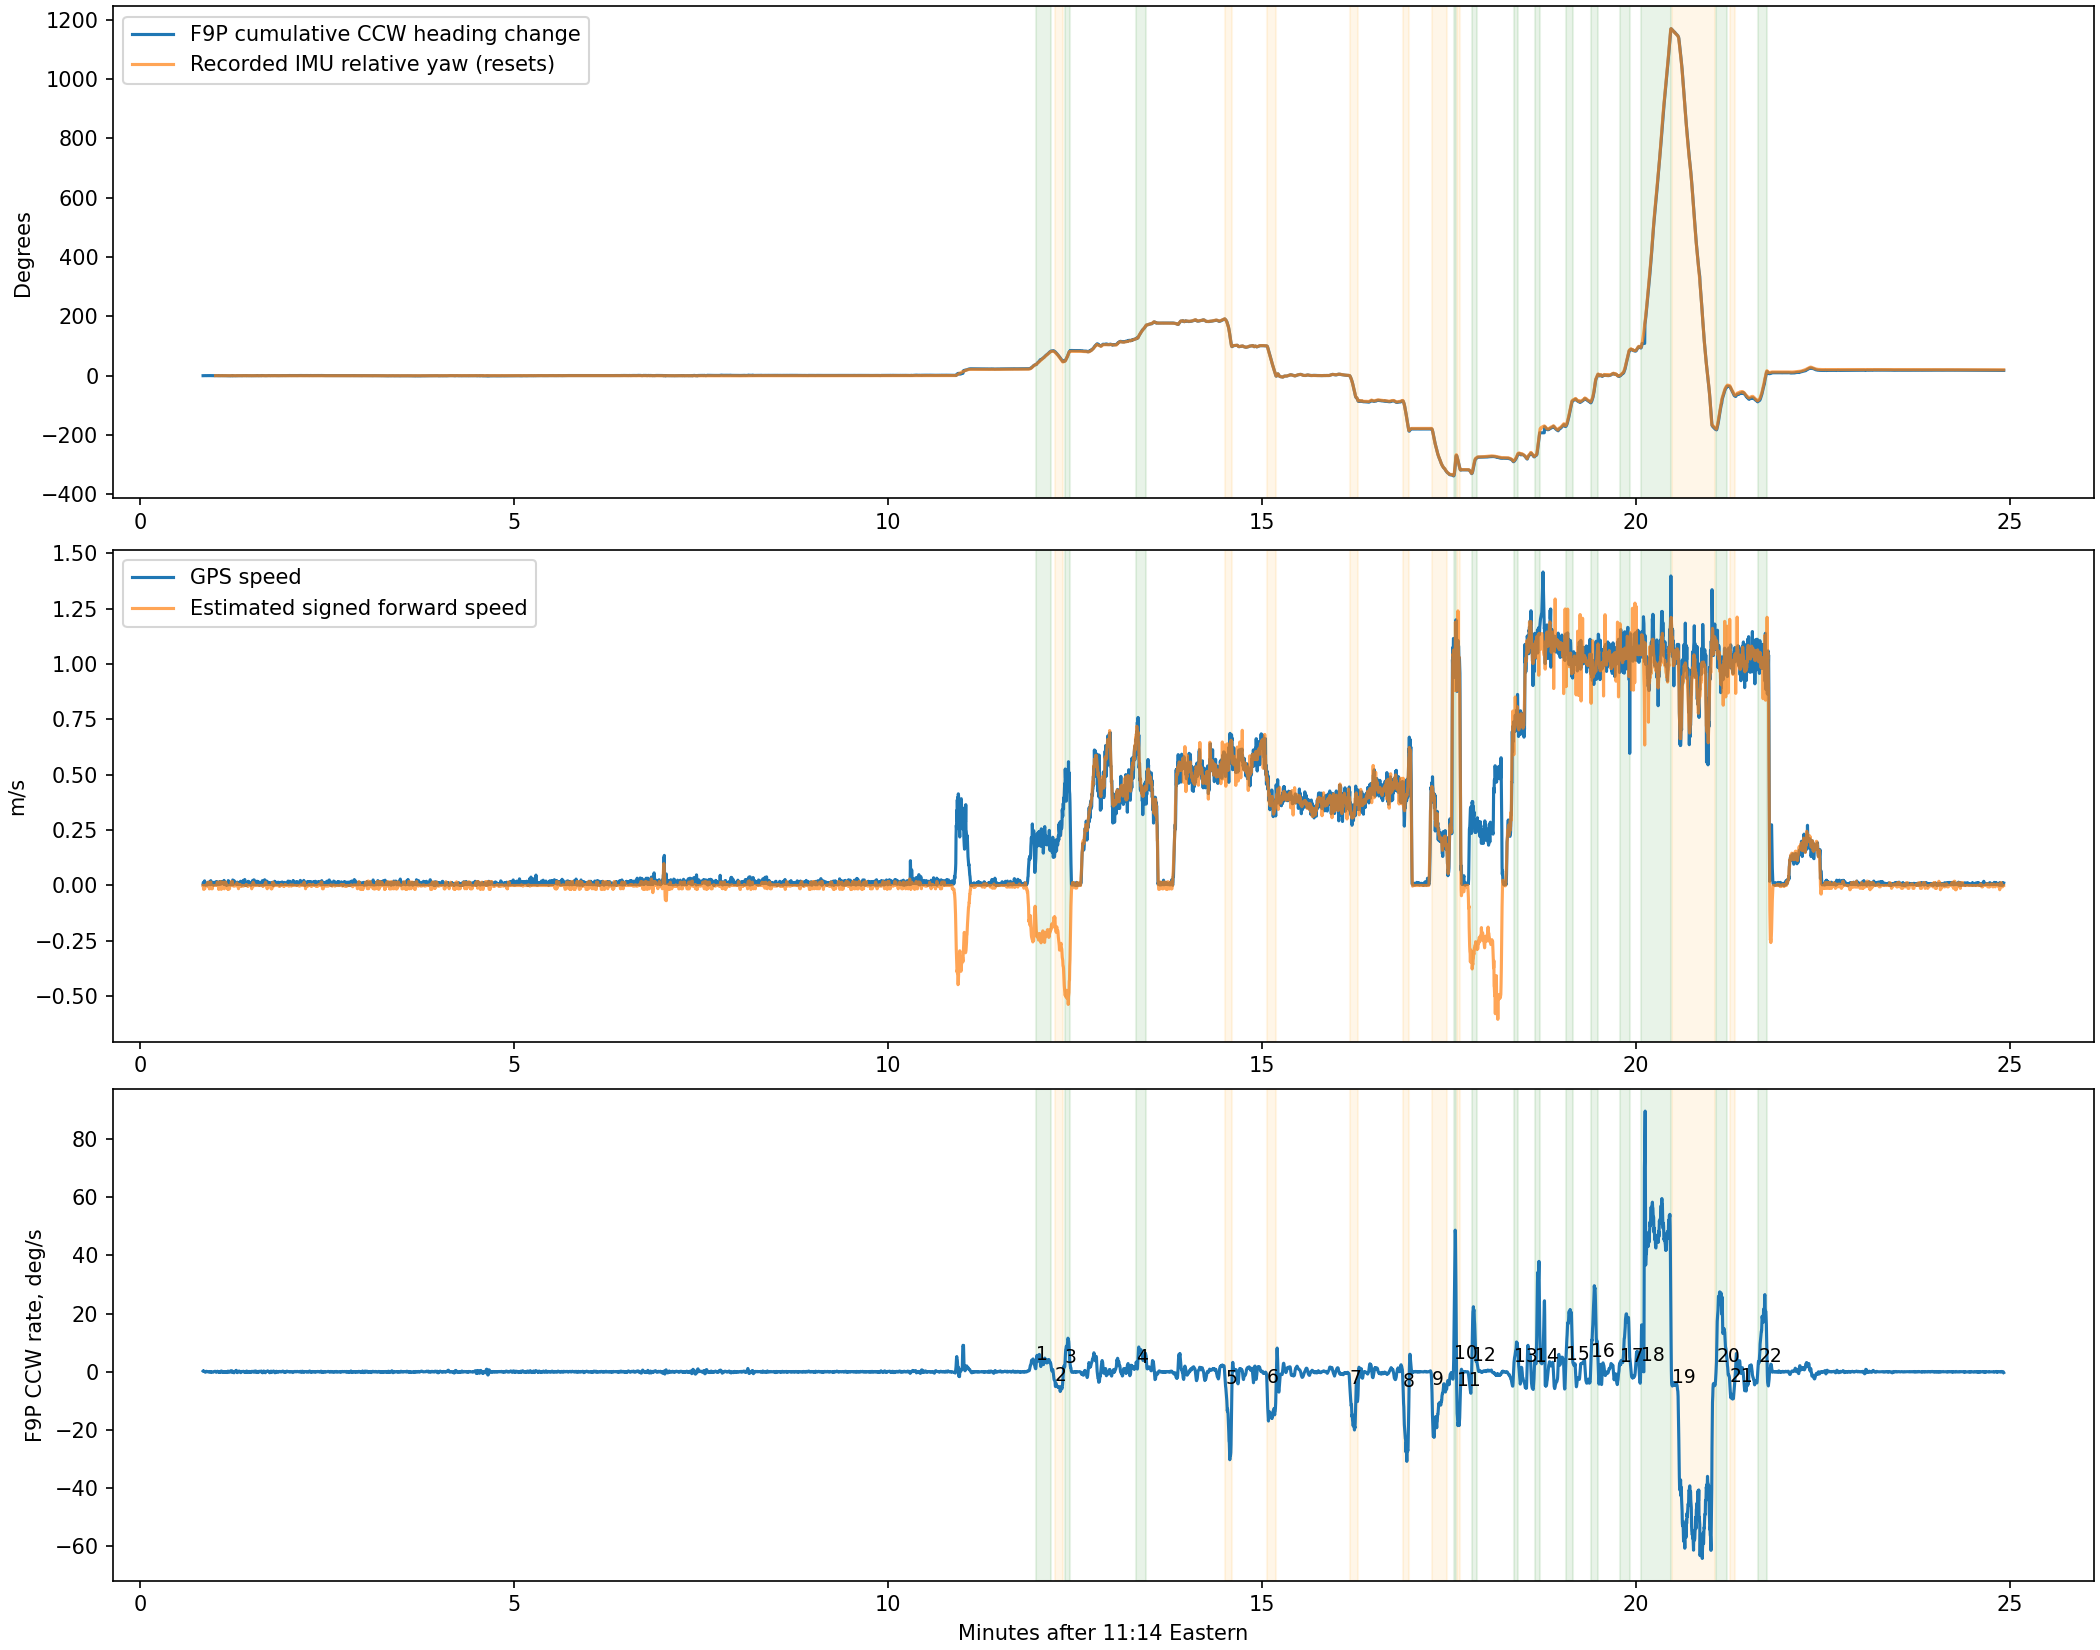 1200
1000
800
600
400
200
0
−200
−400
Degrees
F9P cumulative CCW heading change
Recorded IMU relative yaw (resets)
0 5 10 15 20 25
1.50
1.25
1.00
0.75
0.50
0.25
0.00
−0.25
−0.50
m/s
GPS speed
Estimated signed forward speed
0 5 10 15 20 25
80
60
40
20
0
−20
−40
−60
F9P CCW rate, deg/s
1 2 3 4 5 6 7 8 9 10 11 12 13 14 15 16 17 18 19 20 21 22
0 5 10 15 20 25
Minutes after 11:14 Eastern